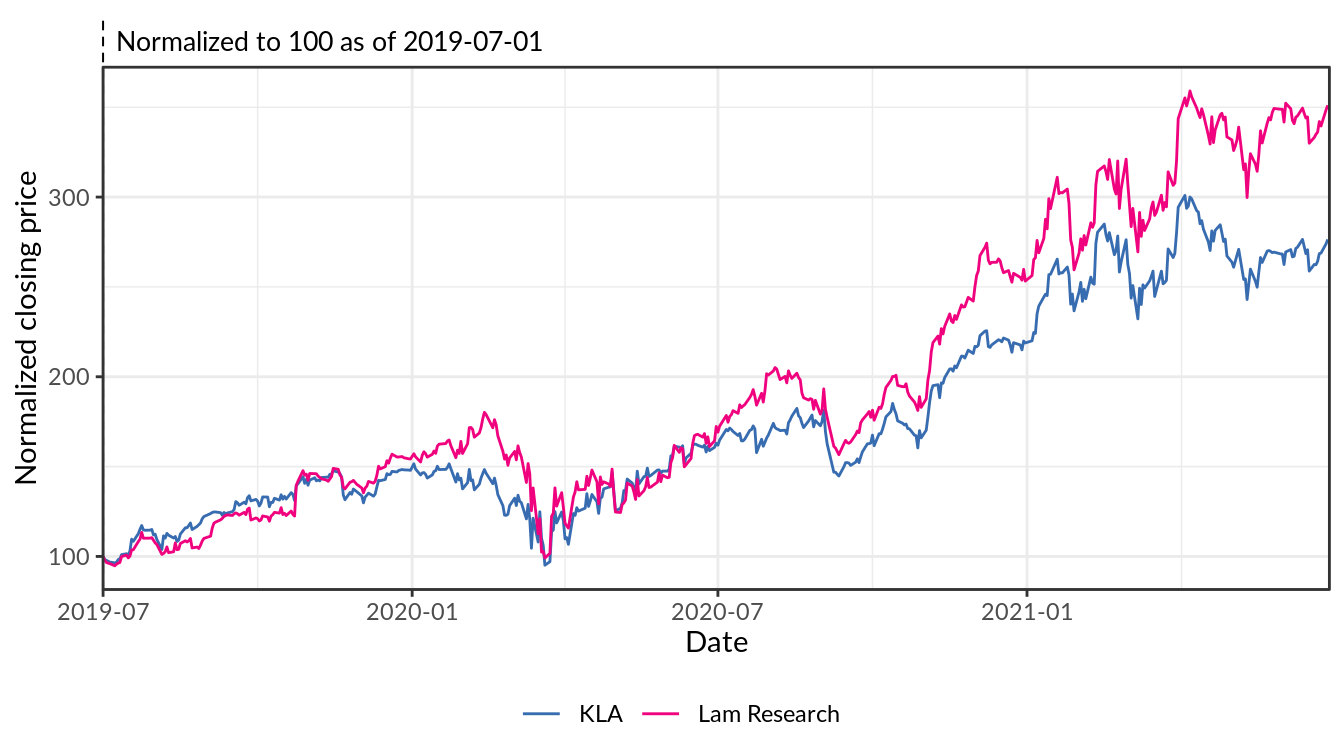 Normalized to 100 as of 2019-07-01
Normalized closing price
300
200
100
2019-07
2020-01
2020-07
2021-01
Date
KLA
Lam Research